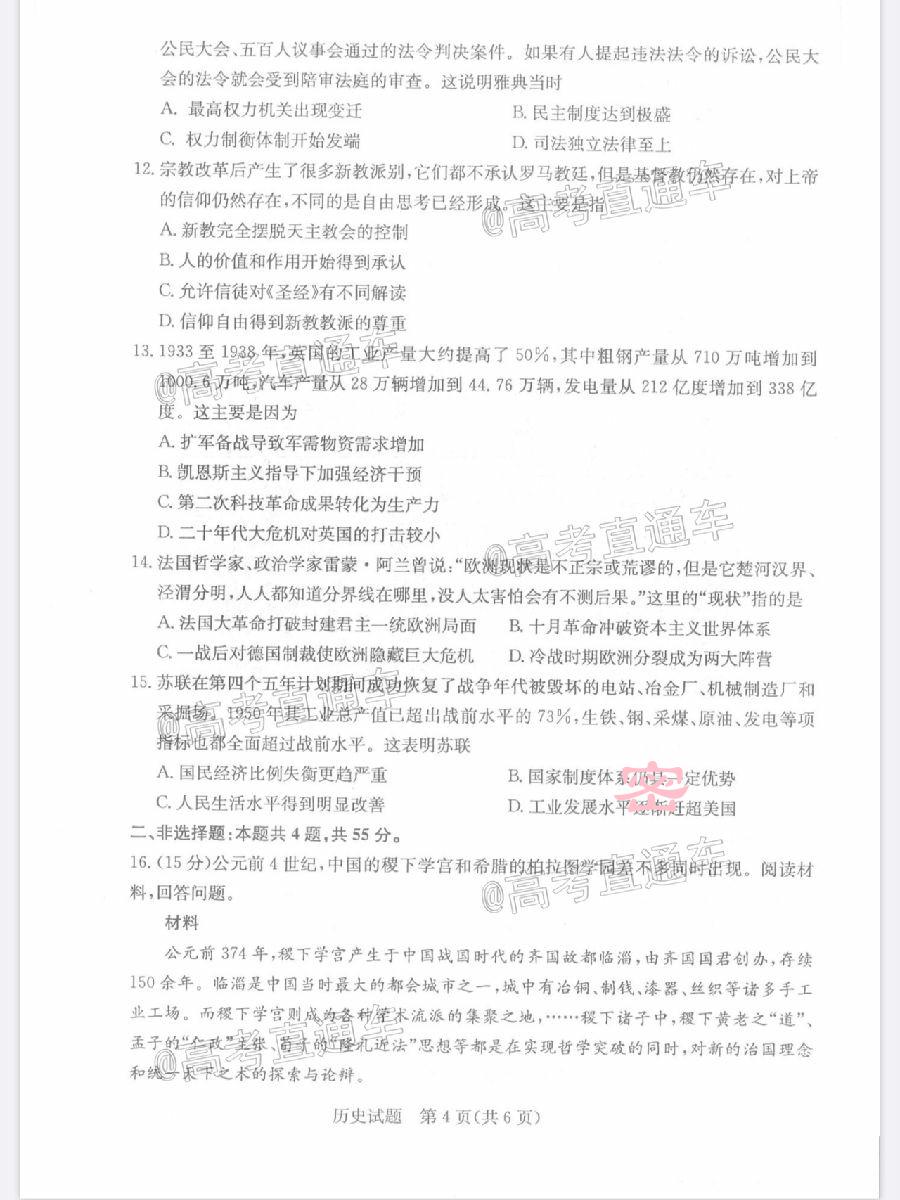 公民大会、五百人议事会通过的法令判决案件。如果有人提起违法法令的诉讼,公民大
会的法令就会受到陪审法庭的审查。这说明雅典当时
A. 最高权力机关出现变迁 B. 民主制度达到极盛
C. 权力制衡体制开始发端 D. 司法独立法律至上
12. 宗教改革后产生了很多新教派别,它们都不承认罗马教廷,但是基督教仍然存在,对上帝
的信仰仍然存在,不同的是自由思考已经形成。这主要是指
A. 新教完全摆脱天主教会的控制
B. 人的价值和作用开始得到承认
C. 允许信徒对《圣经》有不同解读
D. 信仰自由得到新教教派的尊重
13. 1933 至 1938 年,英国的工业产量大约提高了 50%,其中粗钢产量从 710 万吨增加到
1000.6 万吨,汽车产量从 28 万辆增加到 44.76 万辆,发电量从 212 亿度增加到 338 亿
度。这主要是因为
A. 扩军备战导致军需物资需求增加
B. 凯恩斯主义指导下加强经济干预
C. 第二次科技革命成果转化为生产力
D. 二十年代大危机对英国的打击较小
14. 法国哲学家、政治学家雷蒙·阿兰曾说:“欧洲现状是不正宗或荒谬的,但是它楚河汉界、
泾渭分明,人人都知道分界线在哪里,没人太害怕会有不测后果。”这里的“现状”指的是
A. 法国大革命打破封建君主一统欧洲局面 B. 十月革命冲破资本主义世界体系
C. 一战后对德国制裁使欧洲隐藏巨大危机 D. 冷战时期欧洲分裂成为两大阵营
15. 苏联在第四个五年计划期间成功恢复了战争年代被毁坏的电站、冶金厂、机械制造厂和
采掘场。1950 年其工业总产值已超出战前水平的 73%,生铁、钢、采煤、原油、发电等项
指标也都全面超过战前水平。这表明苏联
A. 国民经济比例失衡更趋严重 B. 国家制度体系仍具一定优势
C. 人民生活水平得到明显改善 D. 工业发展水平逐渐赶超美国
密
二、非选择题:本题共 4 题,共 55 分。
16. (15 分)公元前 4 世纪,中国的稷下学宫和希腊的柏拉图学园差不多同时出现。阅读材
料,回答问题。
材料
公元前 374 年,稷下学宫产生于中国战国时代的齐国故都临淄,由齐国国君创办,存续
150 余年。临淄是中国当时最大的都会城市之一,城中有冶铜、制钱、漆器、丝织等诸多手工
业工场。而稷下学宫则成为各种学术流派的集聚之地,……稷下诸子中,稷下黄老之“道”、
孟子的“仁政”主张、荀子的“隆礼近法”思想等都是在实现哲学突破的同时,对新的治国理念
和统一天下之术的探索与论辩。
历史试题 第 4 页(共 6 页)
@高考直通车
@高考直通车
@高考直通车
@高考直通车
@高考直通车
@高考直通车